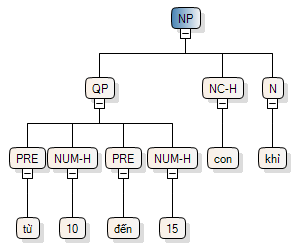 NP
QP NC-H N
PRE NUM-H PRE NUM-H con khỉ
từ 10 đến 15